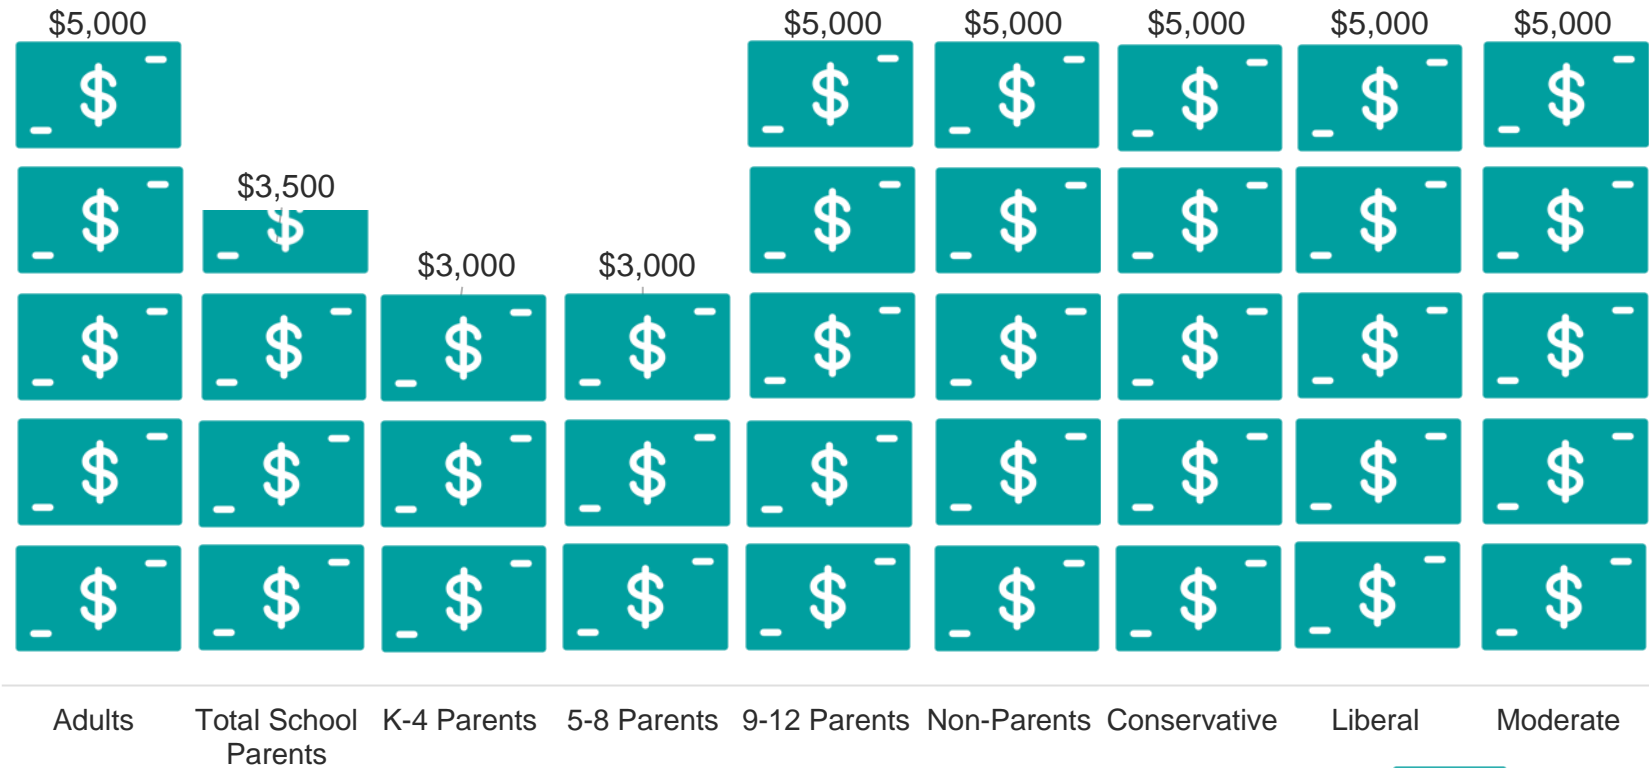 $5,000 $5,000 $5,000 $5,000 $5,000 $5,000
$3,500
$3,000 $3,000
Adults Total School Parents K-4 Parents 5-8 Parents 9-12 Parents Non-Parents Conservative Liberal Moderate